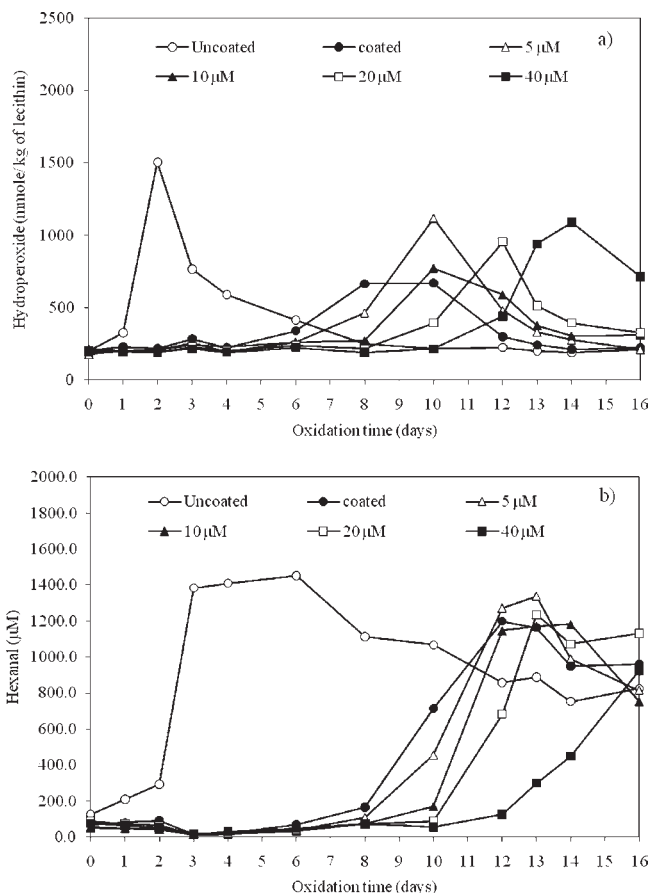 a)
Uncoated coated 5 μM
10 μM 20 μM 40 μM
Hydroperoxide (mmole/ kg of lecithin)
2500
2000
1500
1000
500
0
0 1 2 3 4 5 6 7 8 9 10 11 12 13 14 16
Oxidation time (days)
b)
Uncoated coated 5 μM
10 μM 20 μM 40 μM
Hexanal (μM)
2000.0
1800.0
1600.0
1400.0
1200.0
1000.0
800.0
600.0
400.0
200.0
0.0
0 1 2 3 4 5 6 7 8 9 10 11 12 13 14 16
Oxidation time (days)